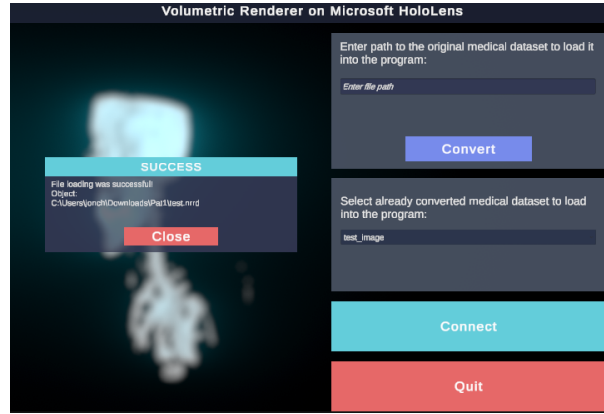 Volumetric Renderer on Microsoft HoloLens
Enter path to the original medical dataset to load it
into the program:
Enter file path
Convert
SUCCESS
File loading was successful!
Object:
C:\Users\jonch\Downloads\Pat1\test.nrrd
Close
Select already converted medical dataset to load
into the program:
test_image
Connect
Quit